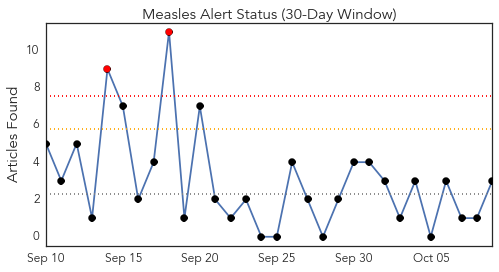 Measles Alert Status (30-Day Window)
Articles Found
10
8
6
4
2
0
Sep 10 Sep 15 Sep 20 Sep 25 Sep 30 Oct 05